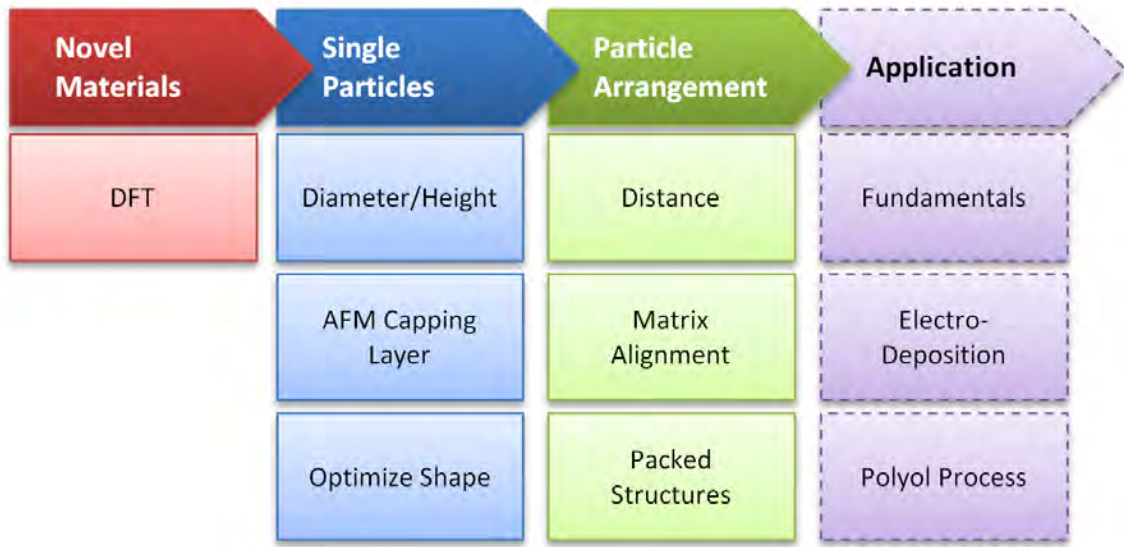 Novel
Materials
Single
Particles
Particle
Arrangement
Application
DFT
Diameter/Height
Distance
Fundamentals
AFM Capping
Layer
Matrix
Alignment
Electro-
Deposition
Optimize Shape
Packed
Structures
Polyol Process